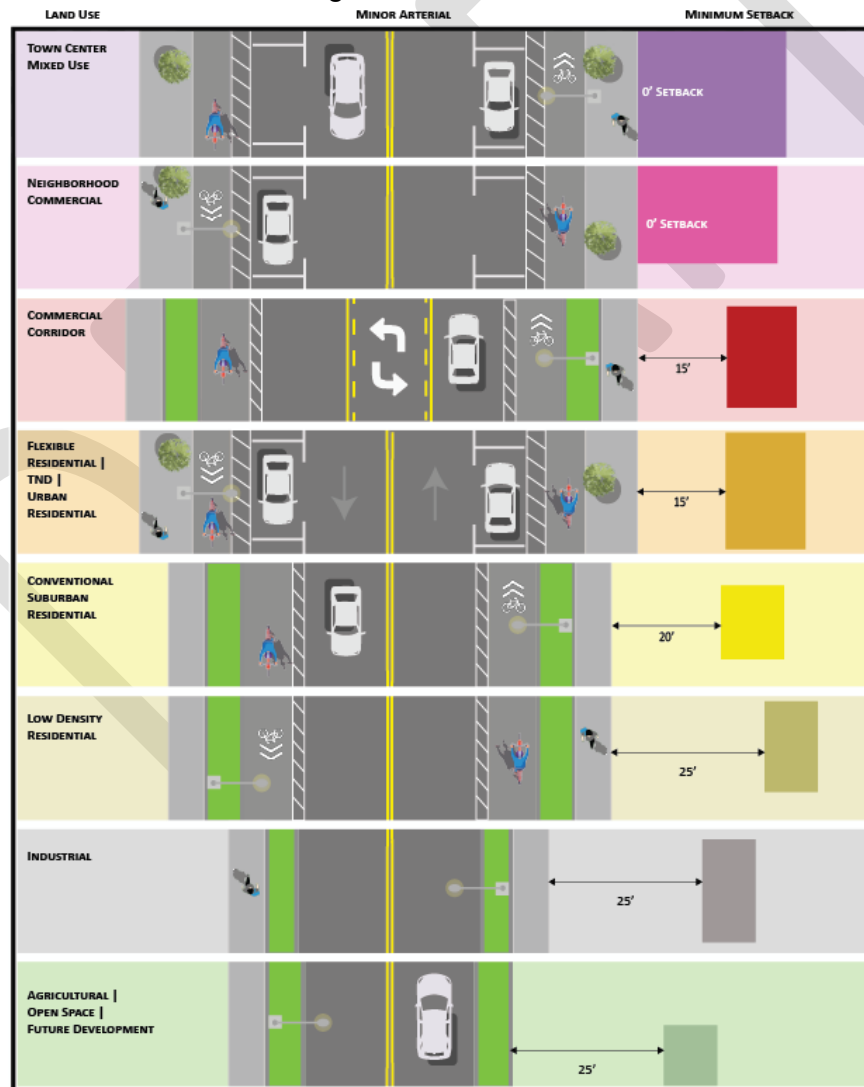 LAND USE
MINOR ARTERIAL
MINIMUM SETBACK
TOWN CENTER
MIXED USE
0' SETBACK
NEIGHBORHOOD
COMMERCIAL
0' SETBACK
COMMERCIAL
CORRIDOR
15'
FLEXIBLE
RESIDENTIAL |
TND |
URBAN
RESIDENTIAL
15'
CONVENTIONAL
SUBURBAN
RESIDENTIAL
20'
LOW DENSITY
RESIDENTIAL
25'
INDUSTRIAL
25'
AGRICULTURAL |
OPEN SPACE |
FUTURE DEVELOPMENT
25'